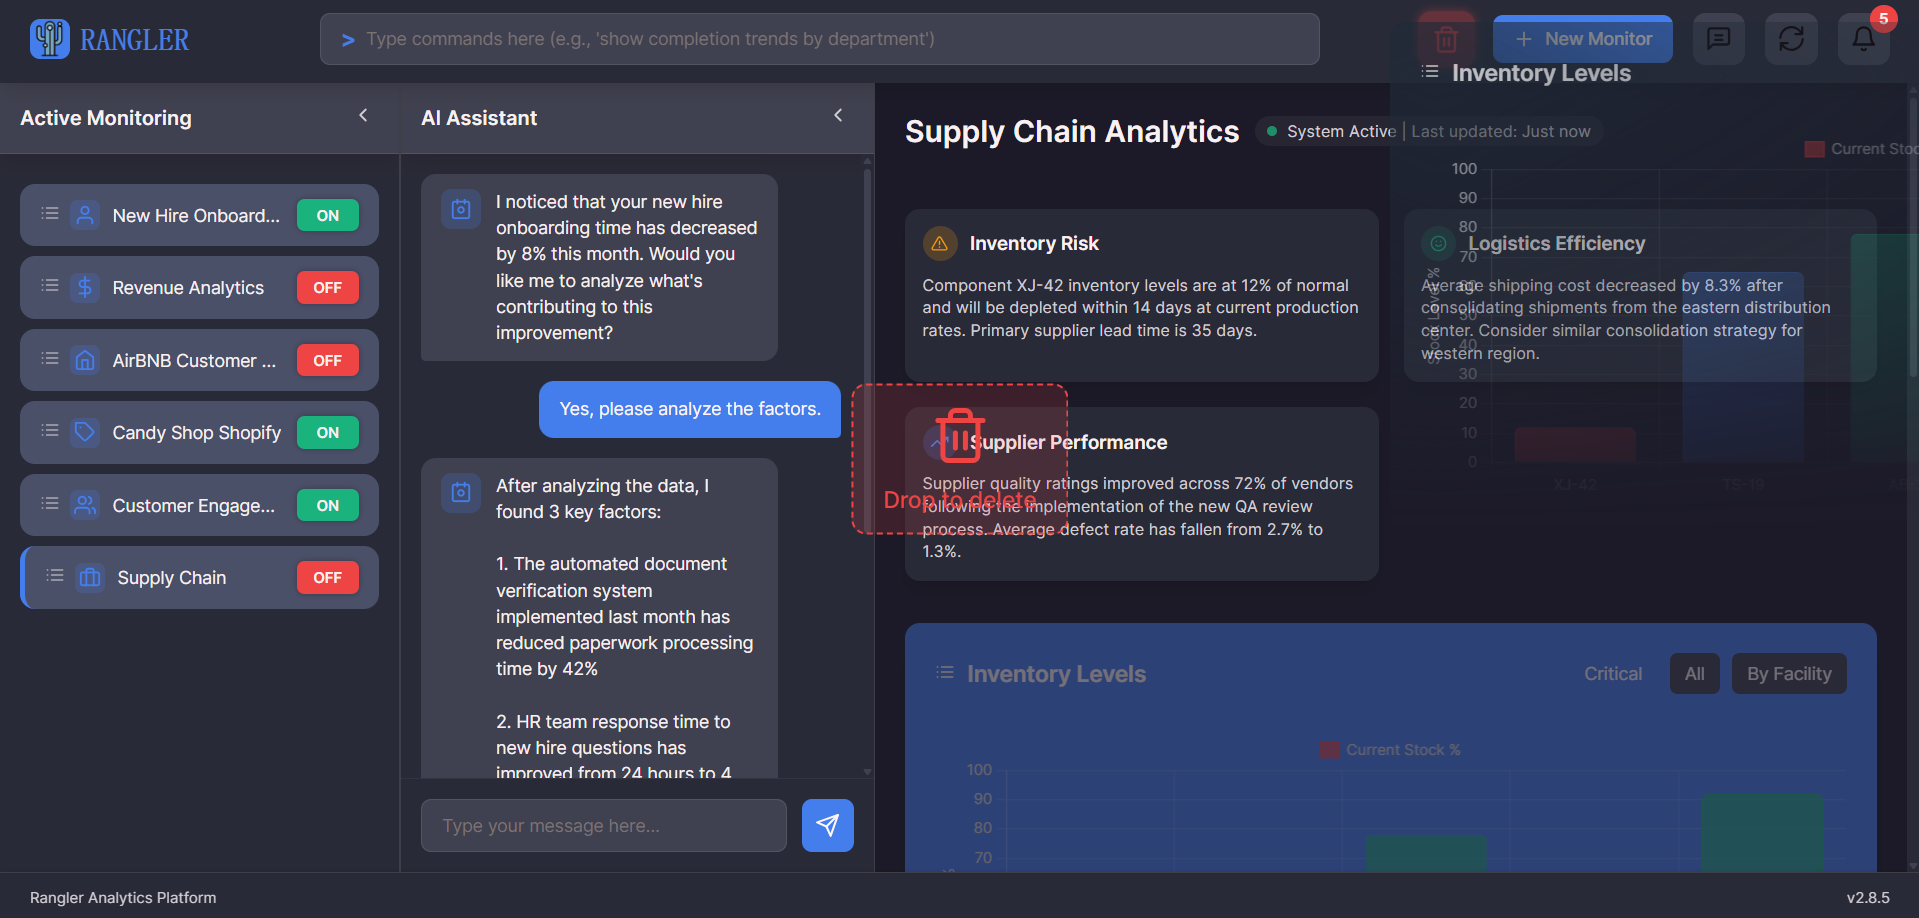 RANGLER
> Type commands here (e.g., 'show completion trends by department')
+ New Monitor
5
Active Monitoring
New Hire Onboard...
ON
Revenue Analytics
OFF
AirBNB Customer ...
OFF
Candy Shop Shopify
ON
Customer Engage...
ON
Supply Chain
OFF
AI Assistant
I noticed that your new hire
onboarding time has decreased
by 8% this month. Would you
like me to analyze what's
contributing to this
improvement?
Yes, please analyze the factors.
After analyzing the data, I
found 3 key factors:
1. The automated document
verification system
implemented last month has
reduced paperwork processing
time by 42%
2. HR team response time to
new hire questions has
improved from 24 hours to 4
Type your message here...
Supply Chain Analytics
System Active | Last updated: Just now
Inventory Risk
Component XJ-42 inventory levels are at 12% of normal
and will be depleted within 14 days at current production
rates. Primary supplier lead time is 35 days.
Logistics Efficiency
Average shipping cost decreased by 8.3% after
consolidating shipments from the eastern distribution
center. Consider similar consolidation strategy for
western region.
Supplier Performance
Supplier quality ratings improved across 72% of vendors
following the implementation of the new QA review
process. Average defect rate has fallen from 2.7% to
1.3%.
Drop to delete
Inventory Levels
Current Stoc
100
90
80
70
60
50
40
30
20
10
0
Stock Level %
XJ-42
TS-19
Inventory Levels
Critical
All
By Facility
Current Stock %
100
90
80
70
Rangler Analytics Platform
v2.8.5